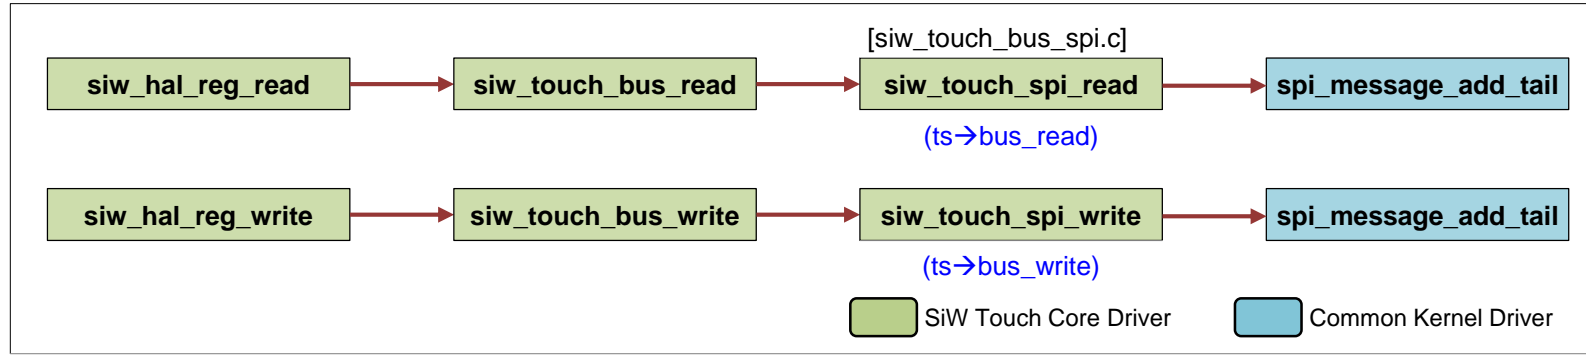 [siw_touch_bus_spi.c]
siw_hal_reg_read siw_touch_bus_read siw_touch_spi_read spi_message_add_tail
(ts→bus_read)
siw_hal_reg_write siw_touch_bus_write siw_touch_spi_write spi_message_add_tail
(ts→bus_write)
SiW Touch Core Driver Common Kernel Driver